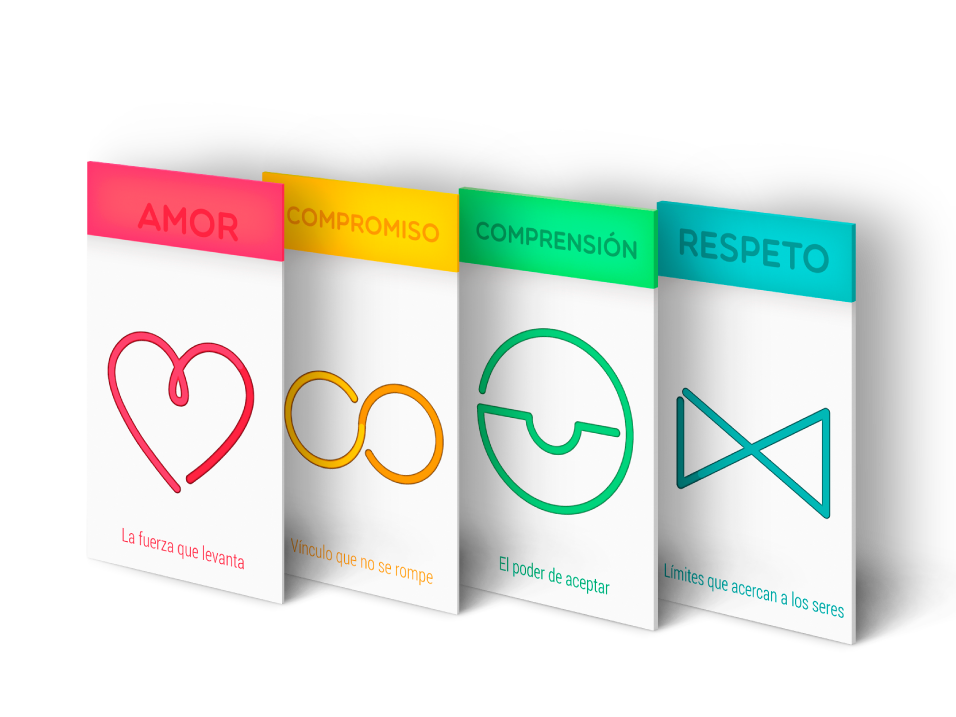 AMOR
La fuerza que levanta
COMPROMISO
Vínculo que no se rompe
COMPRENSIÓN
El poder de aceptar
RESPETO
Límites que acercan a los seres